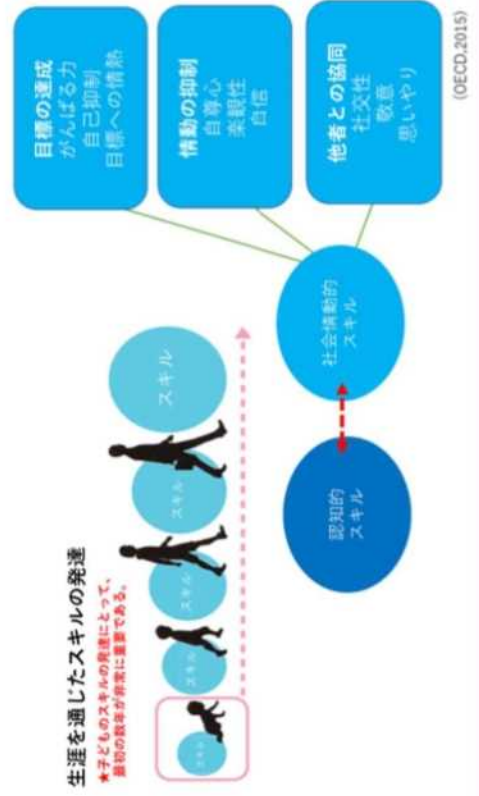 生涯を通じたスキルの発達
★子どものスキルの発達にとって、
最初の数年が非常に重要である。
スキル
スキル
スキル
スキル
スキル
認知的
スキル
社会情動的
スキル
目標の達成
がんばる力
自己抑制
目標への情熱
情動の抑制
自尊心
楽観性
自信
他者との協同
社交性
敬意
思いやり
(OECD,2015)